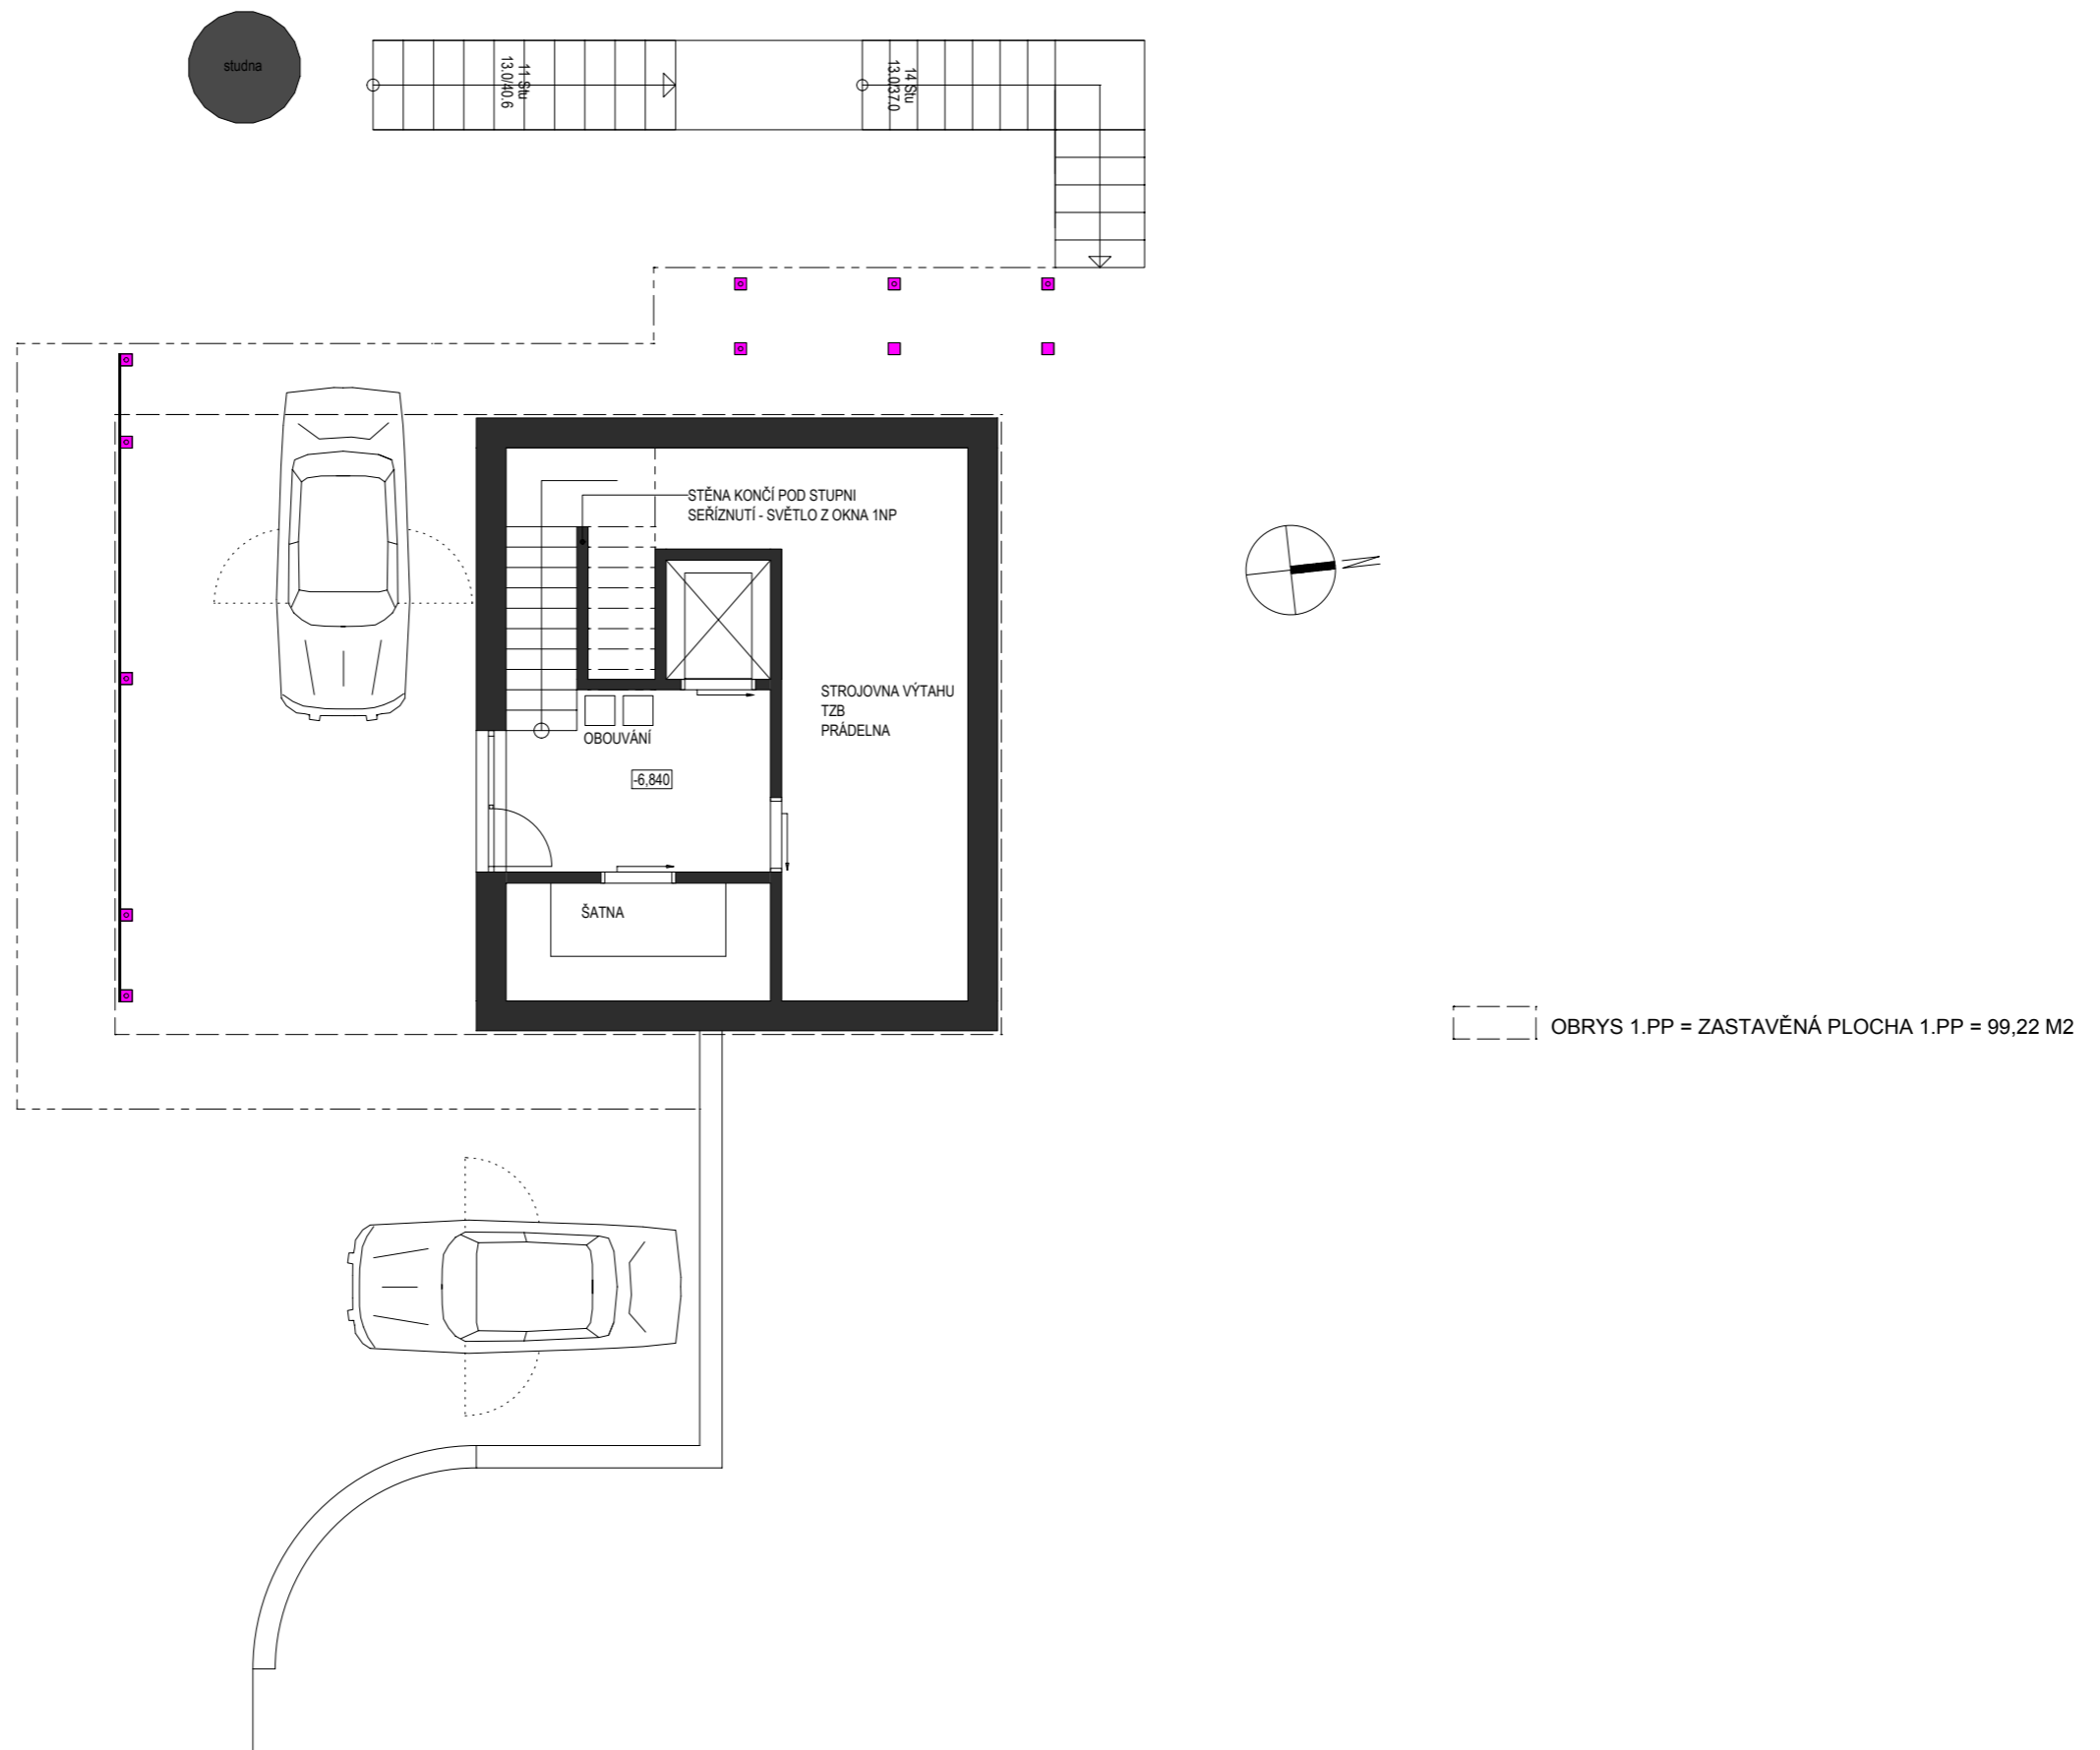 studna
11 Stu
13.0/40.6
14 Stu
13.0/37.0
STĚNA KONČÍ POD STUPNI
SEŘÍZNUTÍ - SVĚTLO Z OKNA 1NP
STROJOVNA VÝTAHU
TZB
PRÁDELNA
OBOUVÁNÍ
-6,840
ŠATNA
OBRYS 1.PP = ZASTAVĚNÁ PLOCHA 1.PP = 99,22 M2